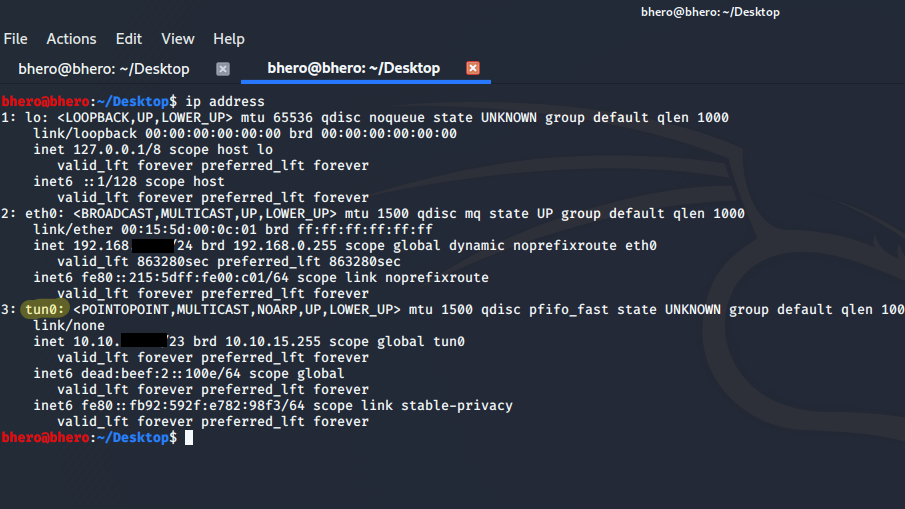 bhero@bhero: ~/Desktop
File Actions Edit View Help
bhero@bhero: ~/Desktop bhero@bhero: ~/Desktop
bhero@bhero:~/Desktop$ ip address
1: lo: <LOOPBACK,UP,LOWER_UP> mtu 65536 qdisc noqueue state UNKNOWN group default qlen 1000
link/loopback 00:00:00:00:00:00 brd 00:00:00:00:00:00
inet 127.0.0.1/8 scope host lo
valid_lft forever preferred_lft forever
inet6 ::1/128 scope host
valid_lft forever preferred_lft forever
2: eth0: <BROADCAST,MULTICAST,UP,LOWER_UP> mtu 1500 qdisc mq state UP group default qlen 1000
link/ether 00:15:5d:00:0c:01 brd ff:ff:ff:ff:ff:ff
inet 192.168 /24 brd 192.168.0.255 scope global dynamic noprefixroute eth0
valid_lft 863280sec preferred_lft 863280sec
inet6 fe80::215:5dff:fe00:c01/64 scope link noprefixroute
valid_lft forever preferred_lft forever
3: tun0: <POINTOPOINT,MULTICAST,NOARP,UP,LOWER_UP> mtu 1500 qdisc pfifo_fast state UNKNOWN group default qlen 100
link/none
inet 10.10. /23 brd 10.10.15.255 scope global tun0
valid_lft forever preferred_lft forever
inet6 dead:beef:2::100e/64 scope global
valid_lft forever preferred_lft forever
inet6 fe80::fb92:592f:e782:98f3/64 scope link stable-privacy
valid_lft forever preferred_lft forever
bhero@bhero:~/Desktop$